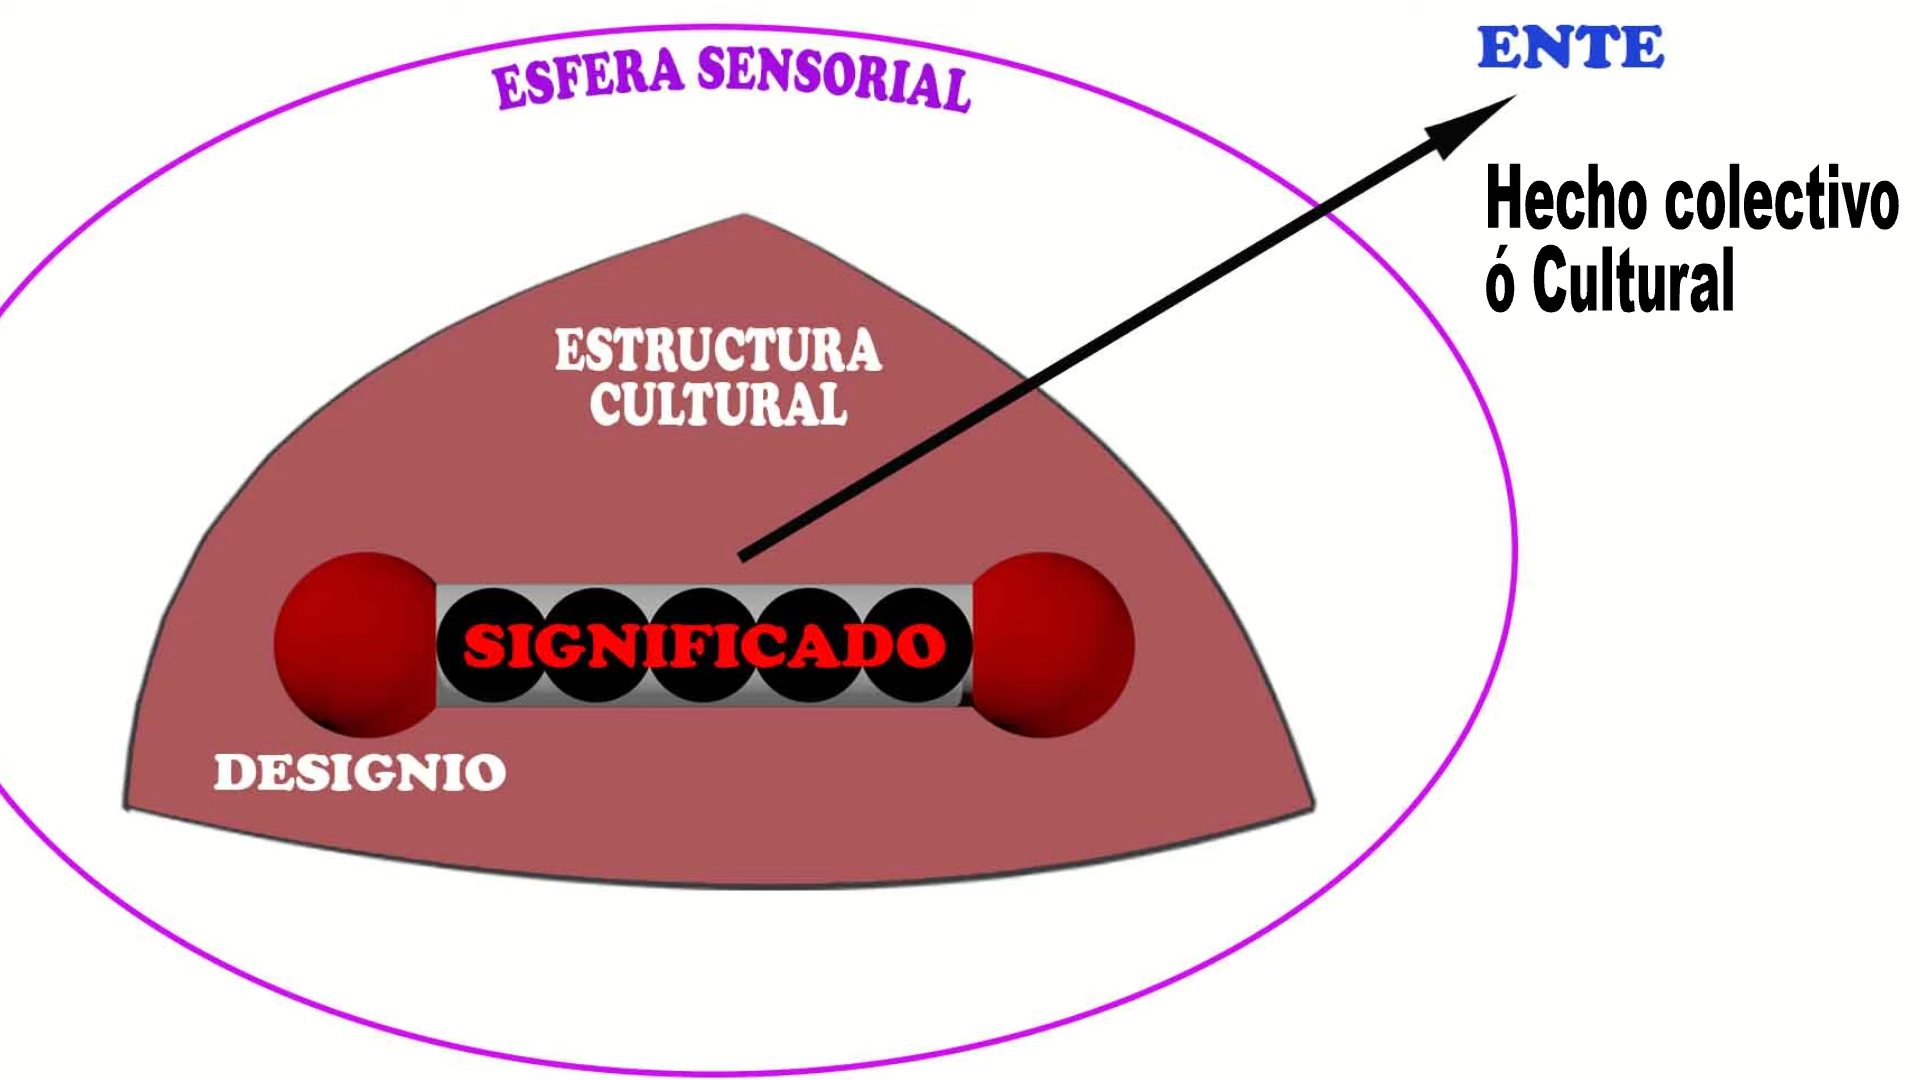 ESFERA SENSORIAL
ENTE
Hecho colectivo
ó Cultural
ESTRUCTURA
CULTURAL
SIGNIFICADO
DESIGNIO